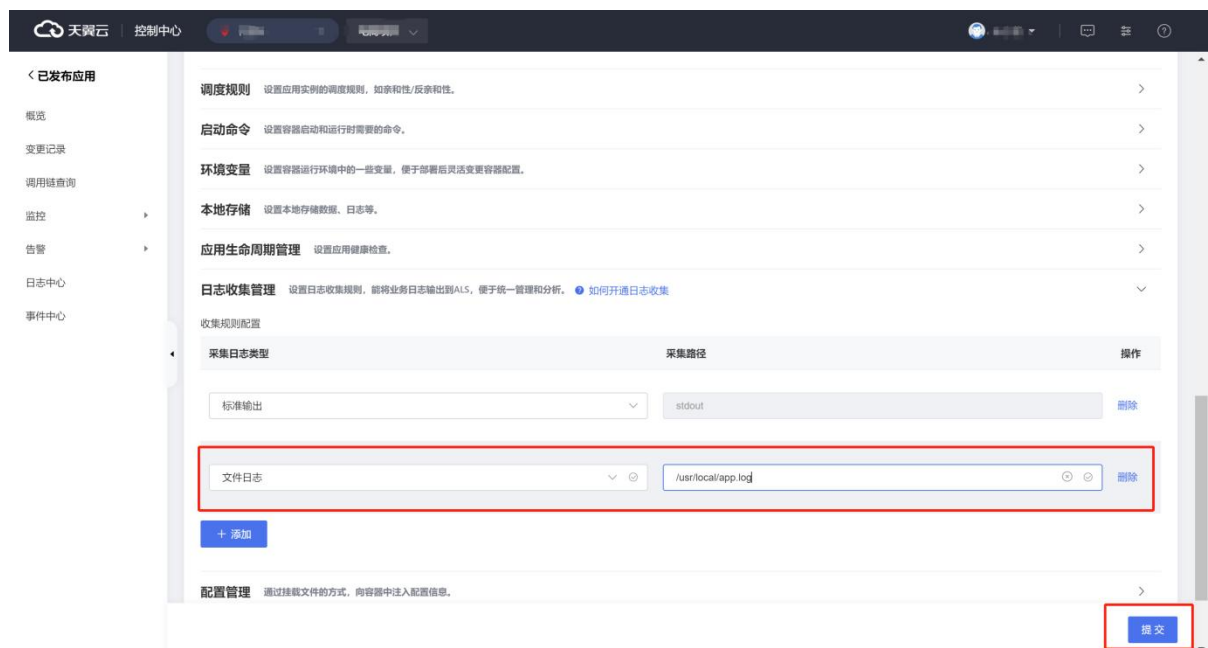 天翼云 控制中心
已发布应用
概览
变更记录
调用链查询
监控
告警
日志中心
事件中心
调度规则 设置应用实例的调度规则，如亲和性/反亲和性。
启动命令 设置容器启动和运行时需要的命令。
环境变量 设置容器运行环境中的一些变量，便于部署后灵活变更容器配置。
本地存储 设置本地存储数据、日志等。
应用生命周期管理 设置应用健康检查。
日志收集管理 设置日志收集规则，能将业务日志输出到ALS，便于统一管理和分析。 如何开通日志收集
收集规则配置
采集日志类型 采集路径 操作
标准输出 stdout 删除
文件日志 /usr/local/app.log 删除
+ 添加
配置管理 通过挂载文件的方式，向容器中注入配置信息。
提交